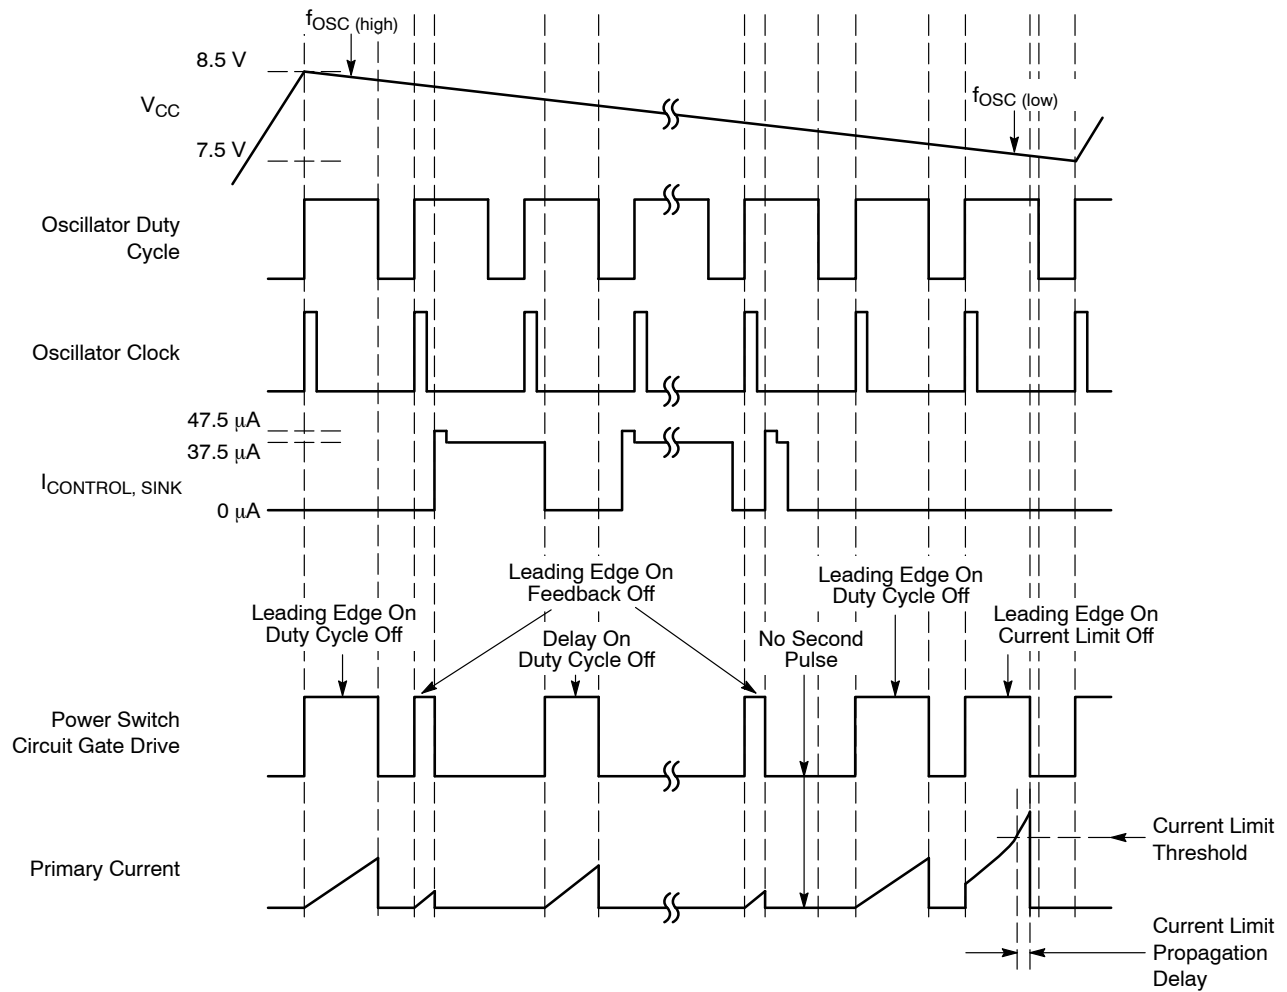 fOSC (high)
8.5 V
VCC
fOSC (low)
7.5 V
Oscillator Duty
Cycle
Oscillator Clock
47.5 μA
37.5 μA
ICONTROL, SINK
0 μA
Leading Edge On
Duty Cycle Off
Leading Edge On
Feedback Off
Delay On
Duty Cycle Off
No Second
Pulse
Leading Edge On
Duty Cycle Off
Leading Edge On
Current Limit Off
Power Switch
Circuit Gate Drive
Primary Current
Current Limit
Threshold
Current Limit
Propagation
Delay